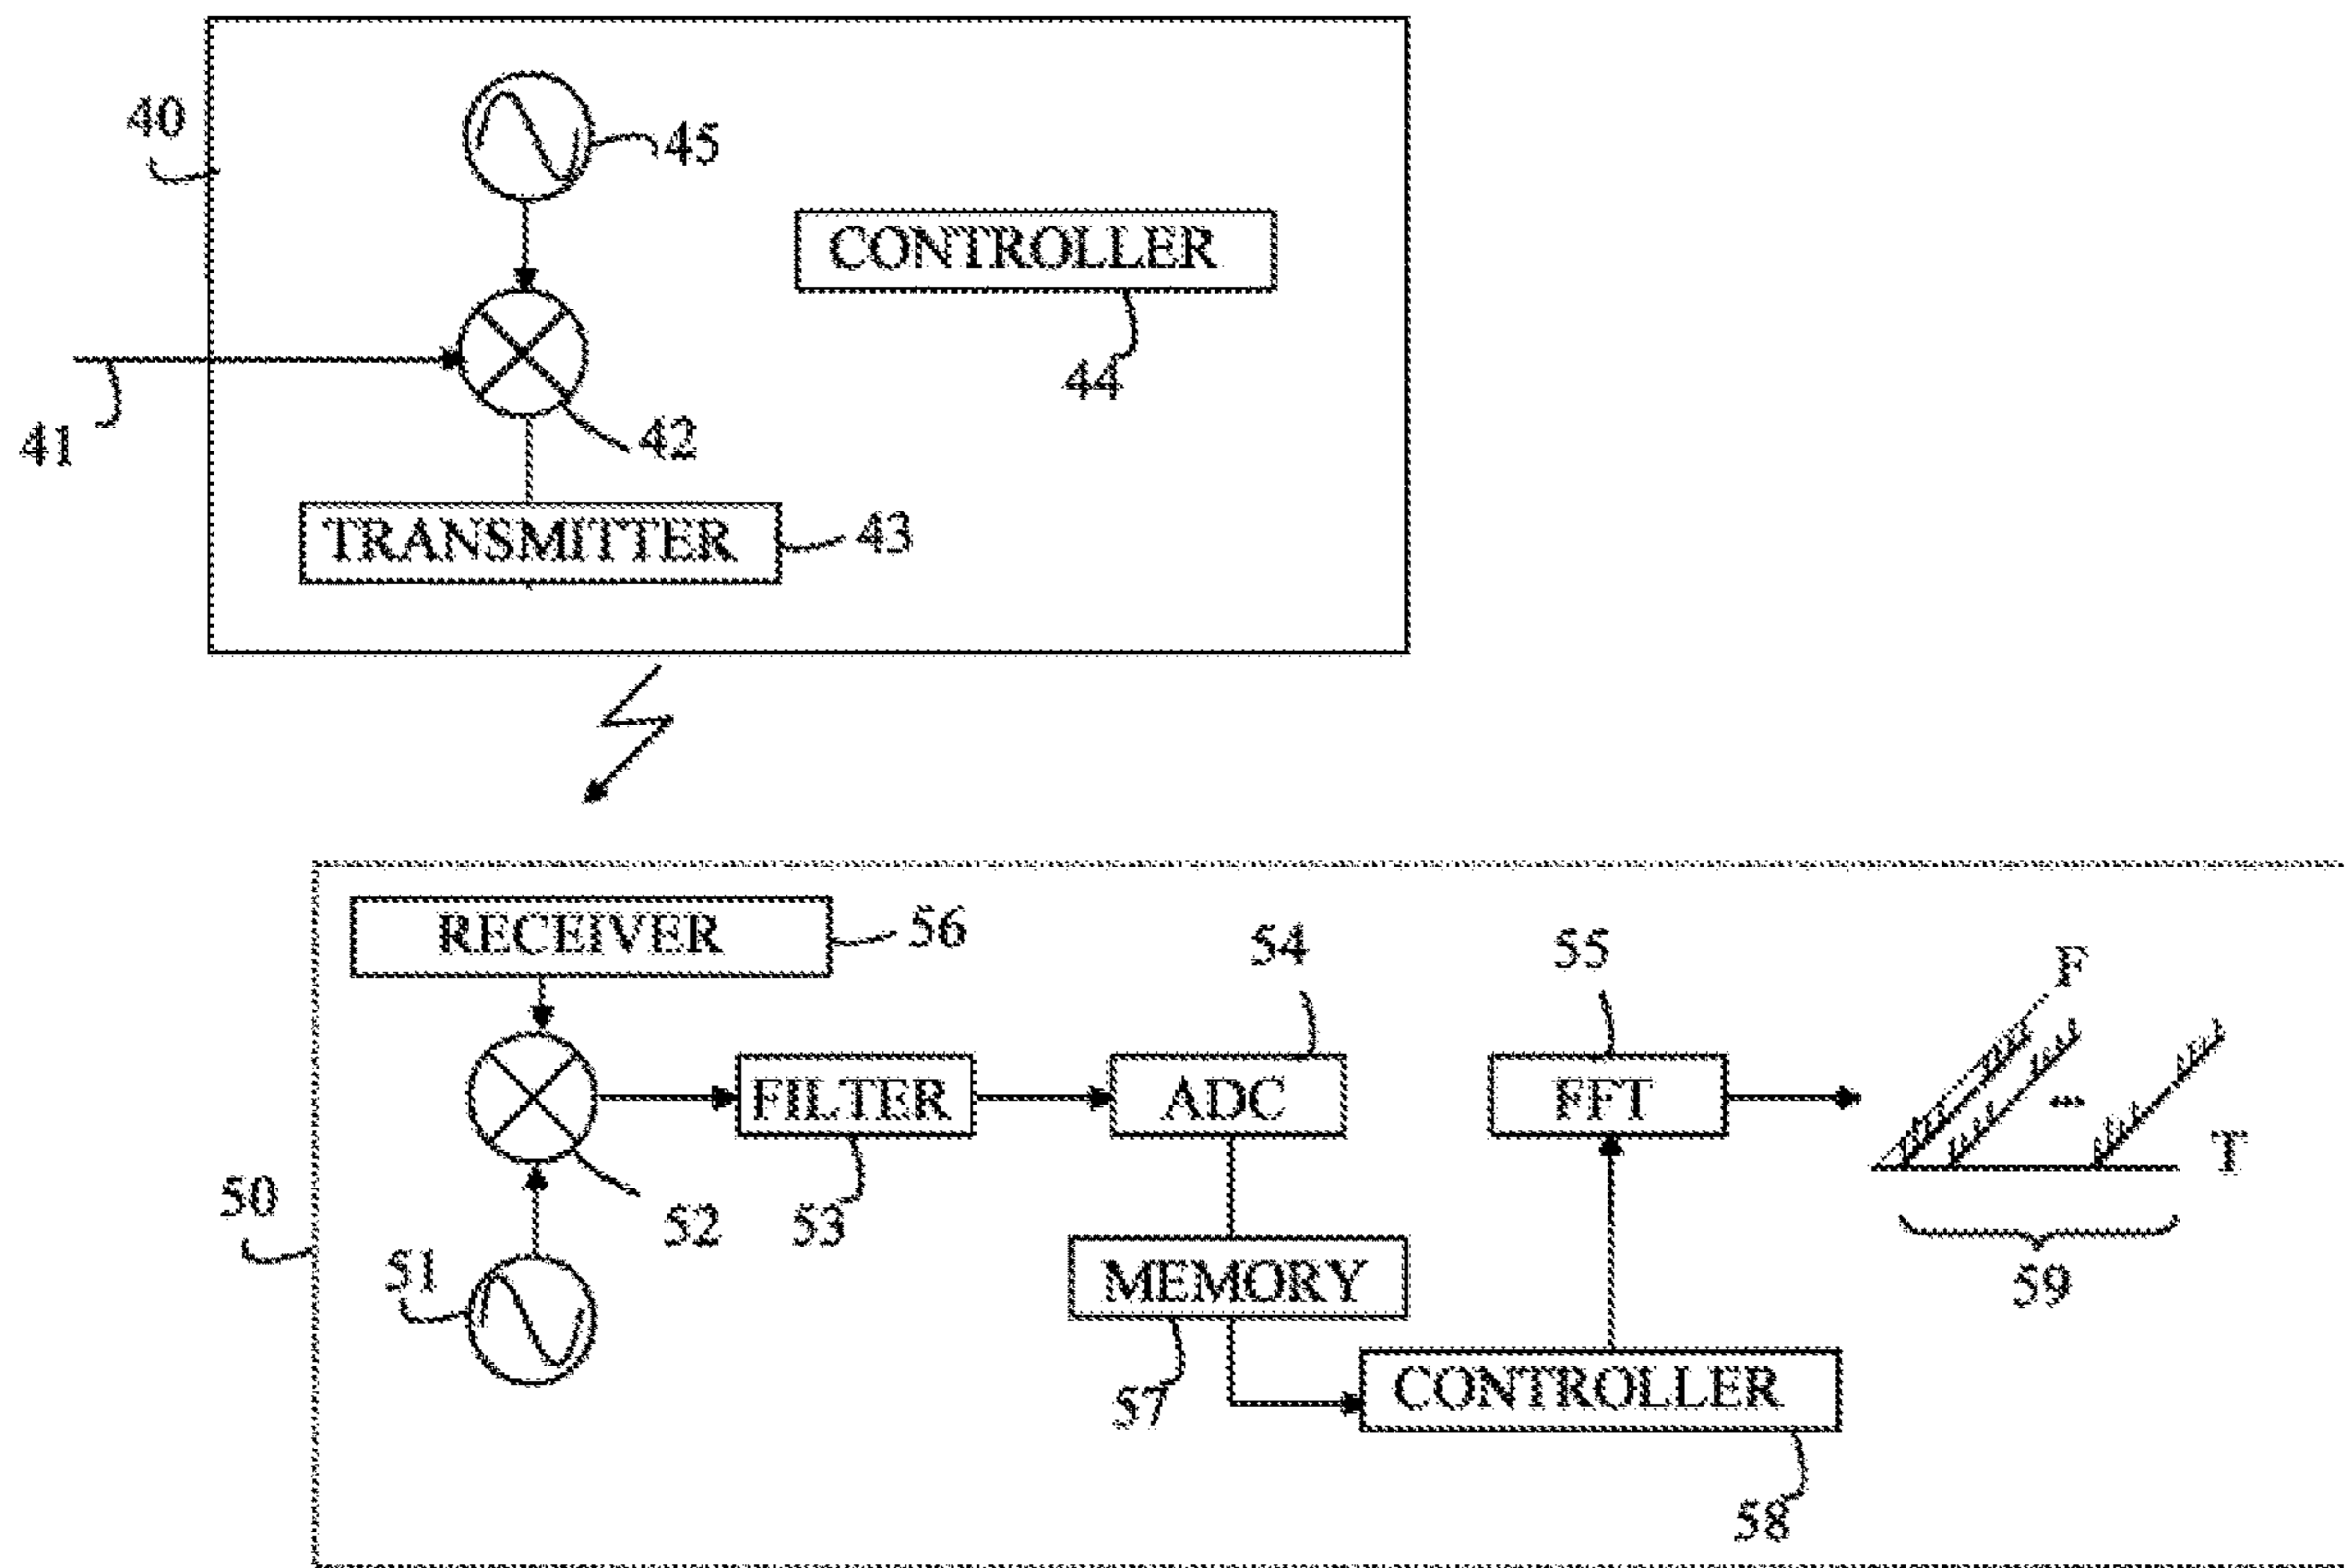 40
45
CONTROLLER
44
41
42
TRANSMITTER
43
RECEIVER
56
54
55
F
FILTER
ADC
FFT
...
T
50
52
53
51
MEMORY
59
57
CONTROLLER
58